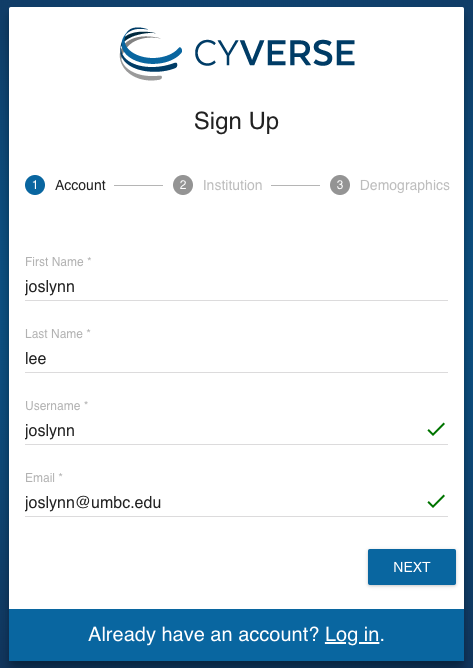 CYVERSE
Sign Up
1 Account 2 Institution 3 Demographics
First Name *
joslynn
Last Name *
lee
Username *
joslynn
Email *
joslynn@umbc.edu
NEXT
Already have an account? Log in.